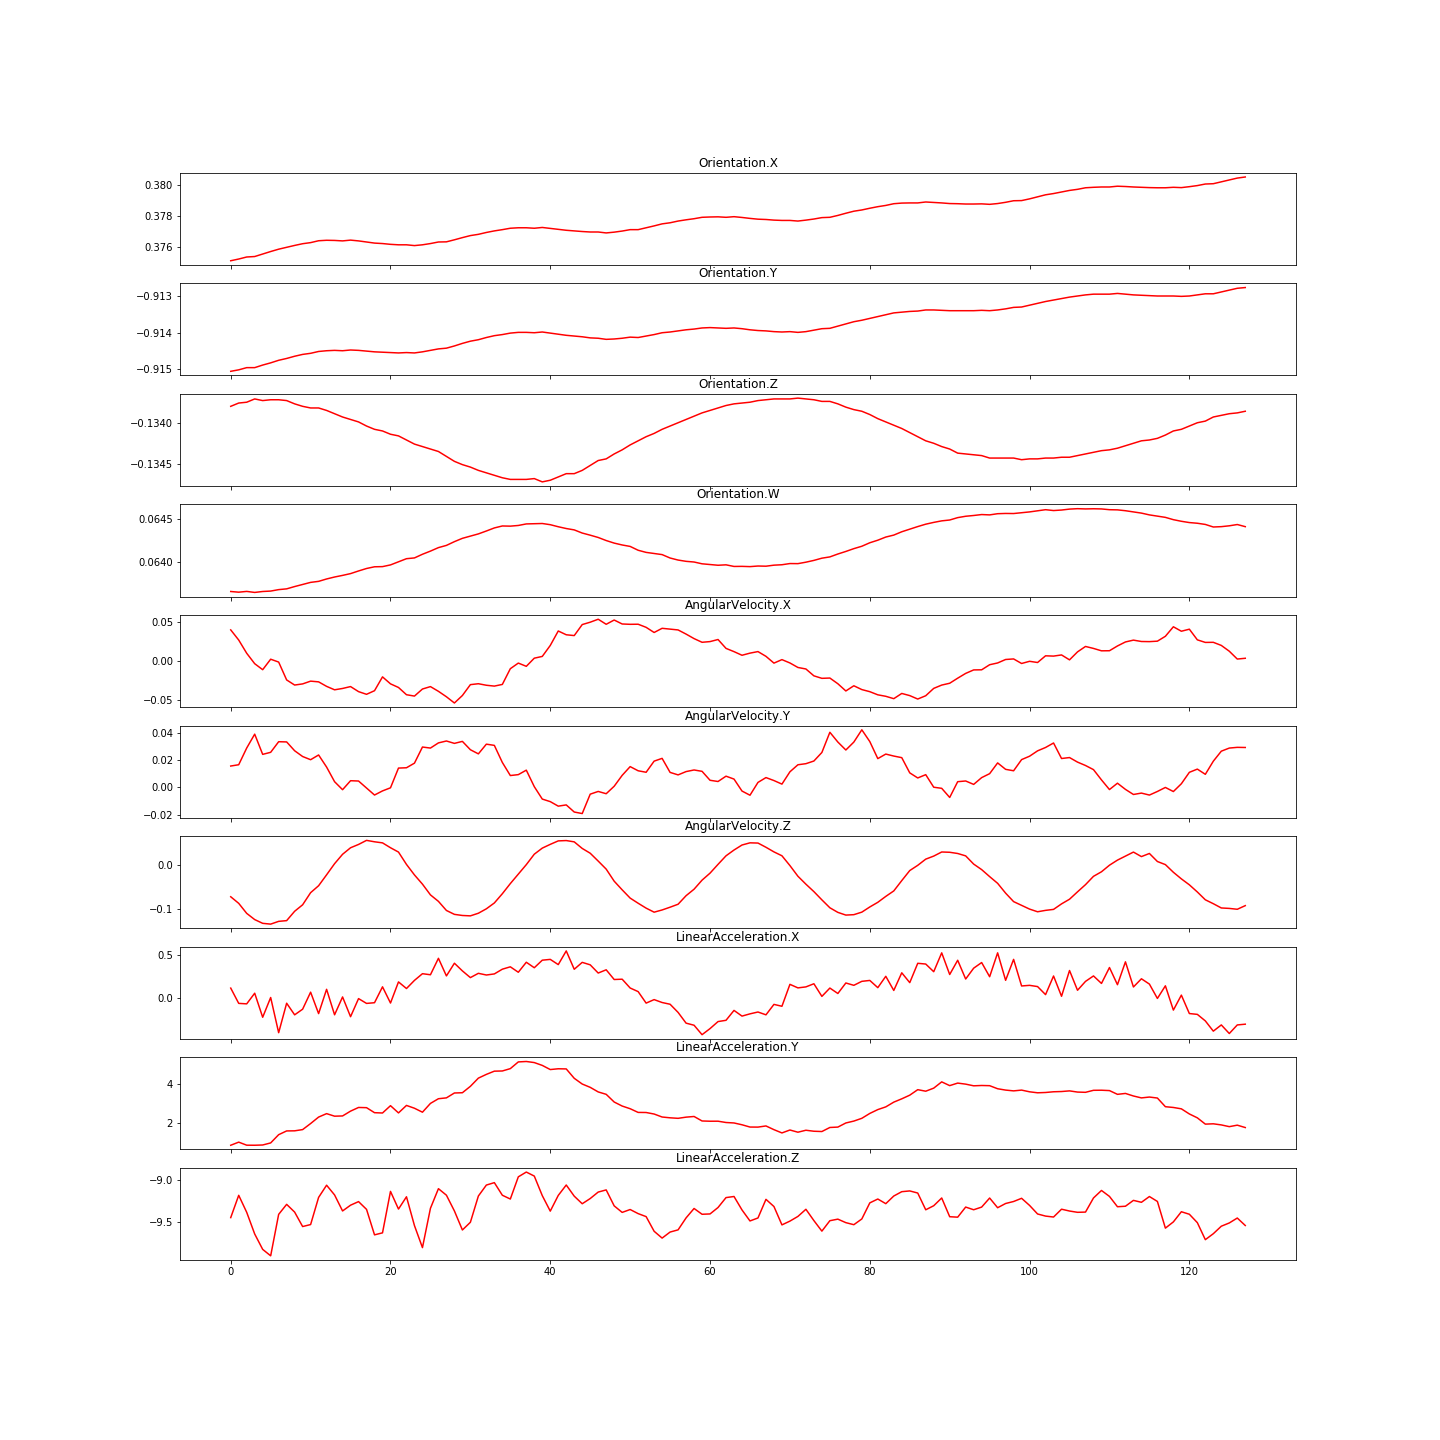 Orientation.X
0.380
0.378
0.376
Orientation.Y
−0.913
−0.914
−0.915
Orientation.Z
−0.1340
−0.1345
Orientation.W
0.0645
0.0640
AngularVelocity.X
0.05
0.00
−0.05
AngularVelocity.Y
0.04
0.02
0.00
−0.02
AngularVelocity.Z
0.0
−0.1
LinearAcceleration.X
0.5
0.0
LinearAcceleration.Y
4
2
LinearAcceleration.Z
−9.0
−9.5
0 20 40 60 80 100 120